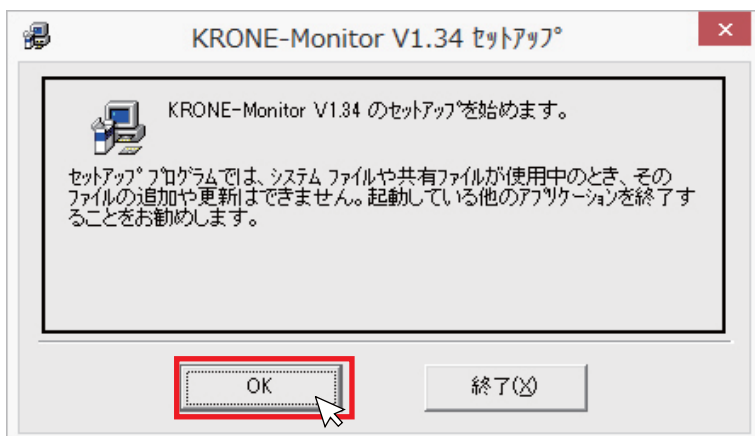 KRONE-Monitor V1.34 ｾｯﾄｱｯﾌﾟ
KRONE-Monitor V1.34 のｾｯﾄｱｯﾌﾟを始めます。
ｾｯﾄｱｯﾌﾟ ﾌﾟﾛｸﾞﾗﾑでは、ｼｽﾃﾑ ﾌｧｲﾙや共有ﾌｧｲﾙが使用中のとき、その
ﾌｧｲﾙの追加や更新はできません。起動している他のｱﾌﾟﾘｹｰｼｮﾝを終了す
ることをお勧めします。
OK
終了(X)